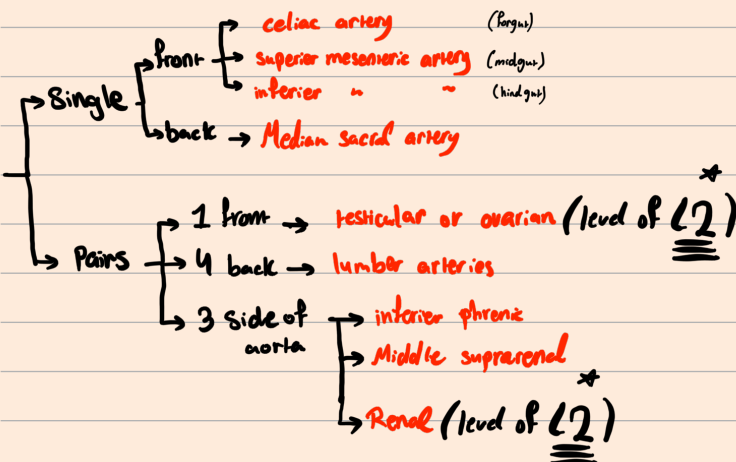 celiac artery (forgut)
front
superior mesenteric artery (midgut)
Single
inferior " " (hindgut)
back → Median sacral artery
1 front → testicular or ovarian (level of L2)
Pairs
4 back → lumbar arteries
3 side of aorta
inferior phrenic
Middle suprarenal
Renal (level of L2)